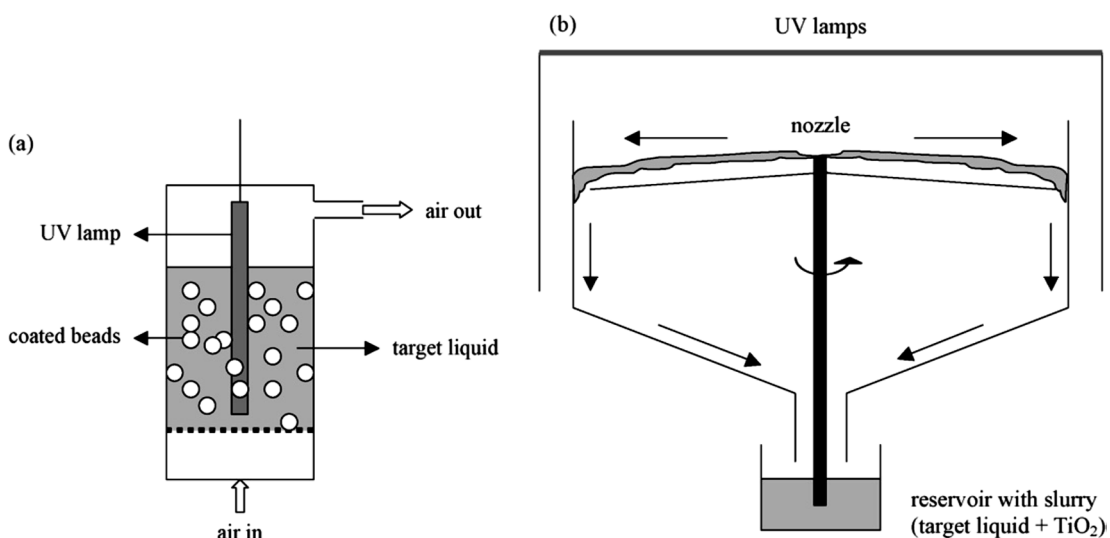 (a)
UV lamp
coated beads
air out
target liquid
air in
(b)
UV lamps
nozzle
reservoir with slurry
(target liquid + TiO₂)